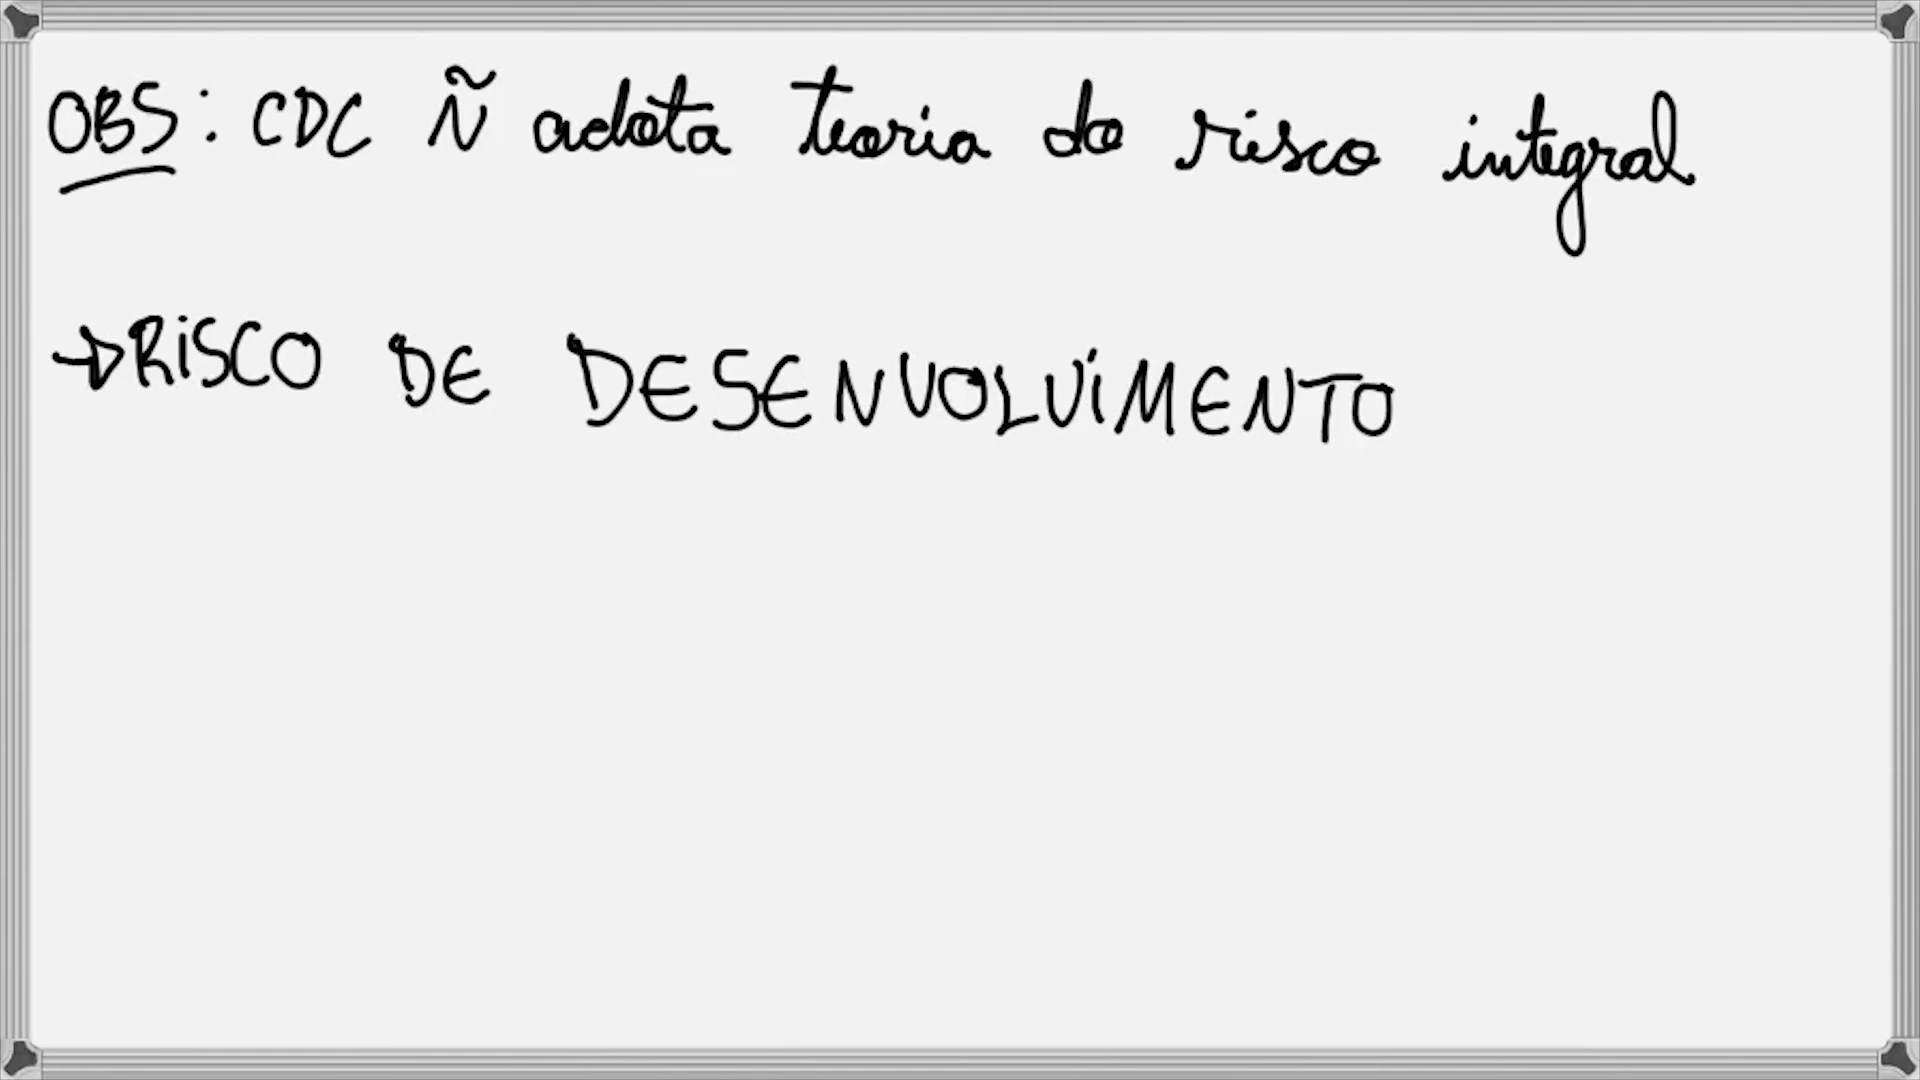 OBS: CDC Ñ adota teoria do risco integral
→RiSCO DE DESENVOLViMENTO